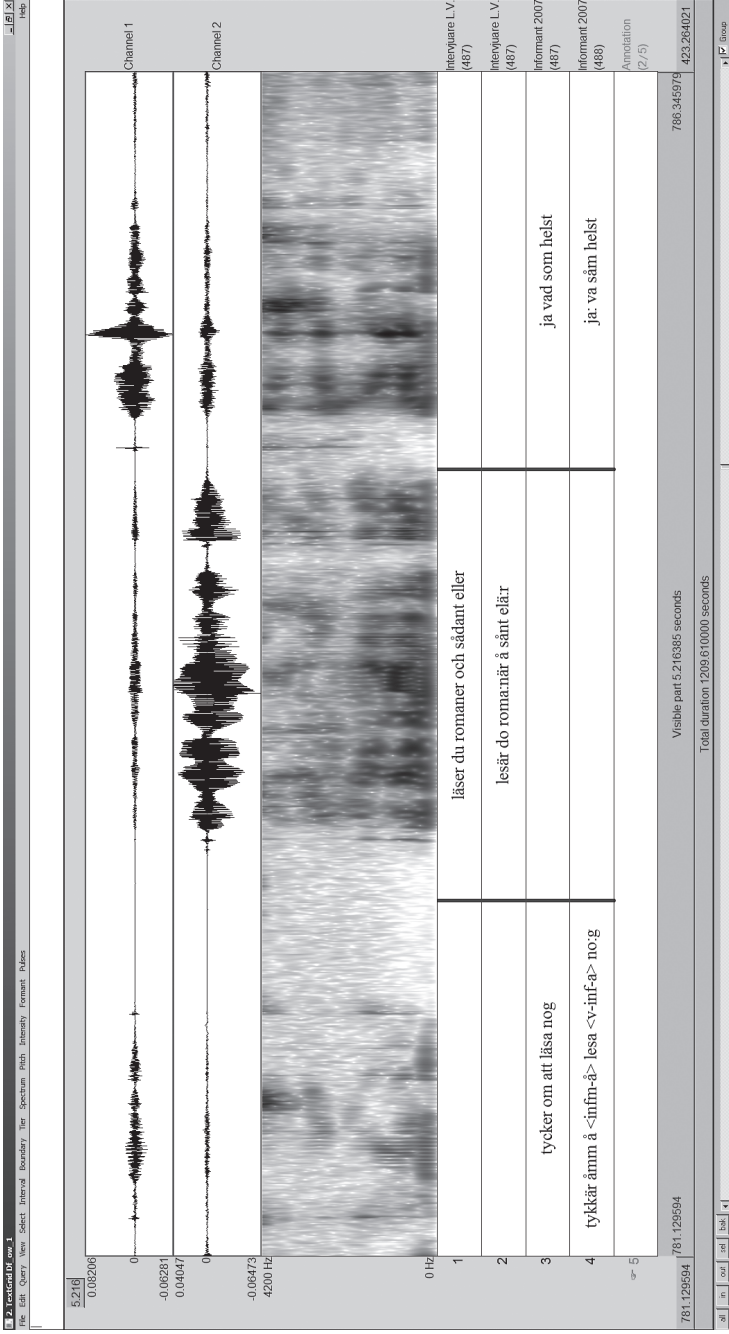 2. TextGrid Df_ow_1
File Edit Query View Select Interval Boundary Tier Spectrum Pitch Intensity Formant Pulses Help
5.216
0.08206
0
-0.06281
0.04047
0
-0.06473
4200 Hz
0 Hz
Channel 1
Channel 2
1
läser du romaner och sådant eller
Intervjuare L.V.
(487)
2
lesär do roma:när å sånt elä:r
Intervjuare L.V.
(487)
3
tycker om att läsa nog
ja vad som helst
Informant 2007
(487)
4
tykkär åmm å <infm-å> lesa <v-inf-a> no:g
ja: va såm helst
Informant 2007
(488)
5
Annotation
(2/5)
781.129594
786.345979
781.129594
Visible part 5.216385 seconds
423.264021
Total duration 1209.610000 seconds
all in out sel bak
Group